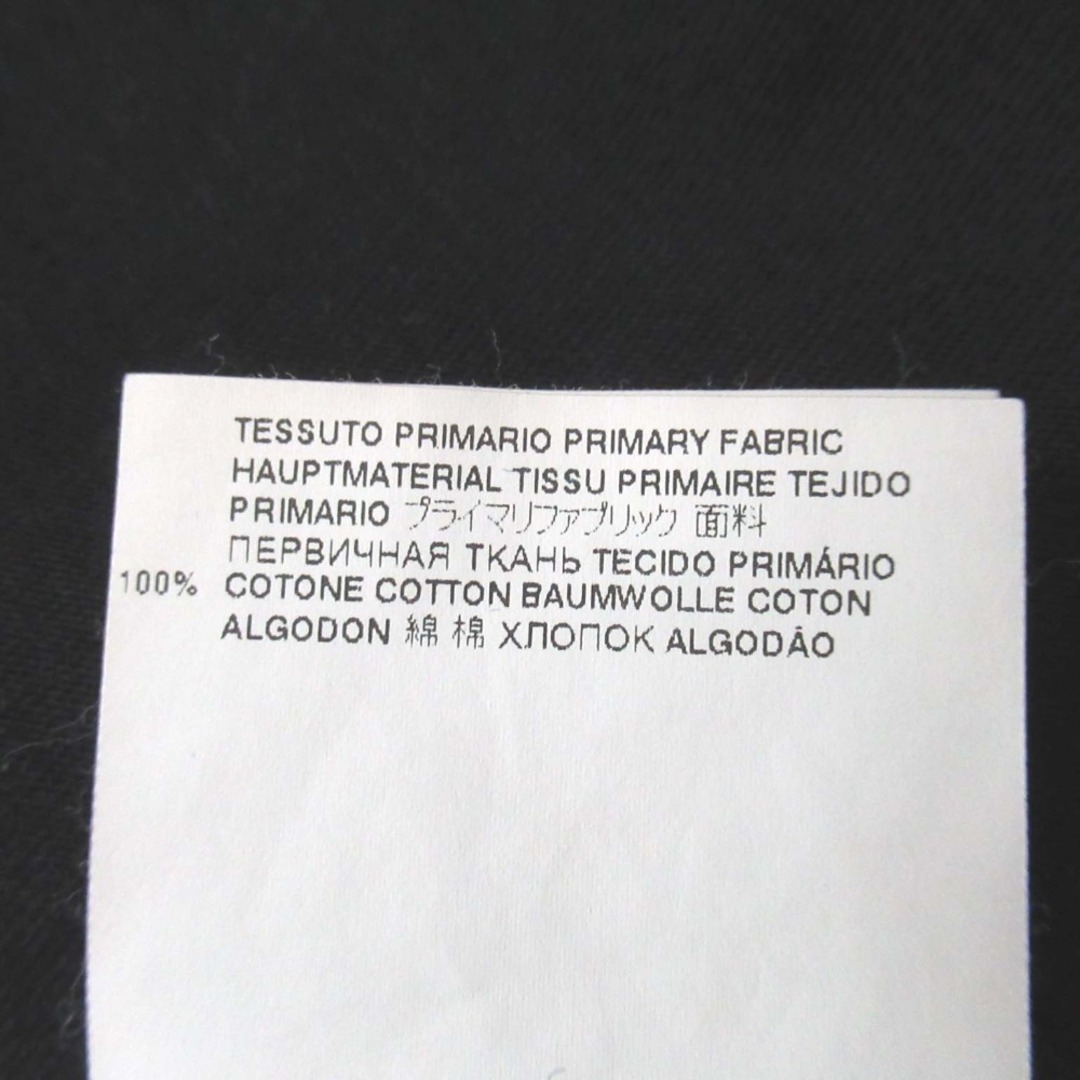 TESSUTO PRIMARIO PRIMARY FABRIC
HAUPTMATERIAL TISSU PRIMAIRE TEJIDO
PRIMARIO プライマリファブリック 面料
ПЕРВИЧНАЯ ТКАНЬ TECIDO PRIMÁRIO
100% COTONE COTTON BAUMWOLLE COTON
ALGODON 綿 棉 ХЛОПОК ALGODÃO